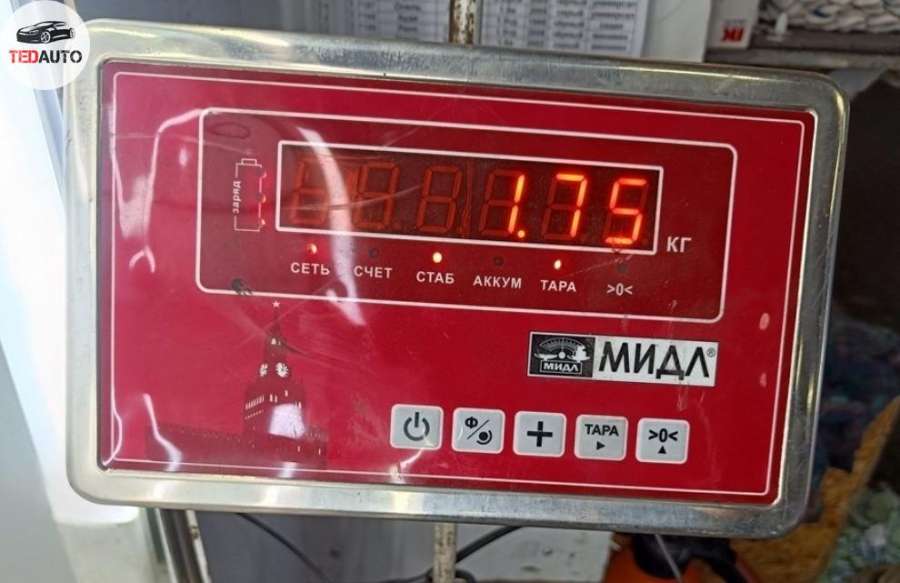 TEDAUTO
заряд
1.75
КГ
СЕТЬ СЧЕТ СТАБ АККУМ ТАРА >0<
МИДЛ МИДЛ®
Ф ТАРА >0<